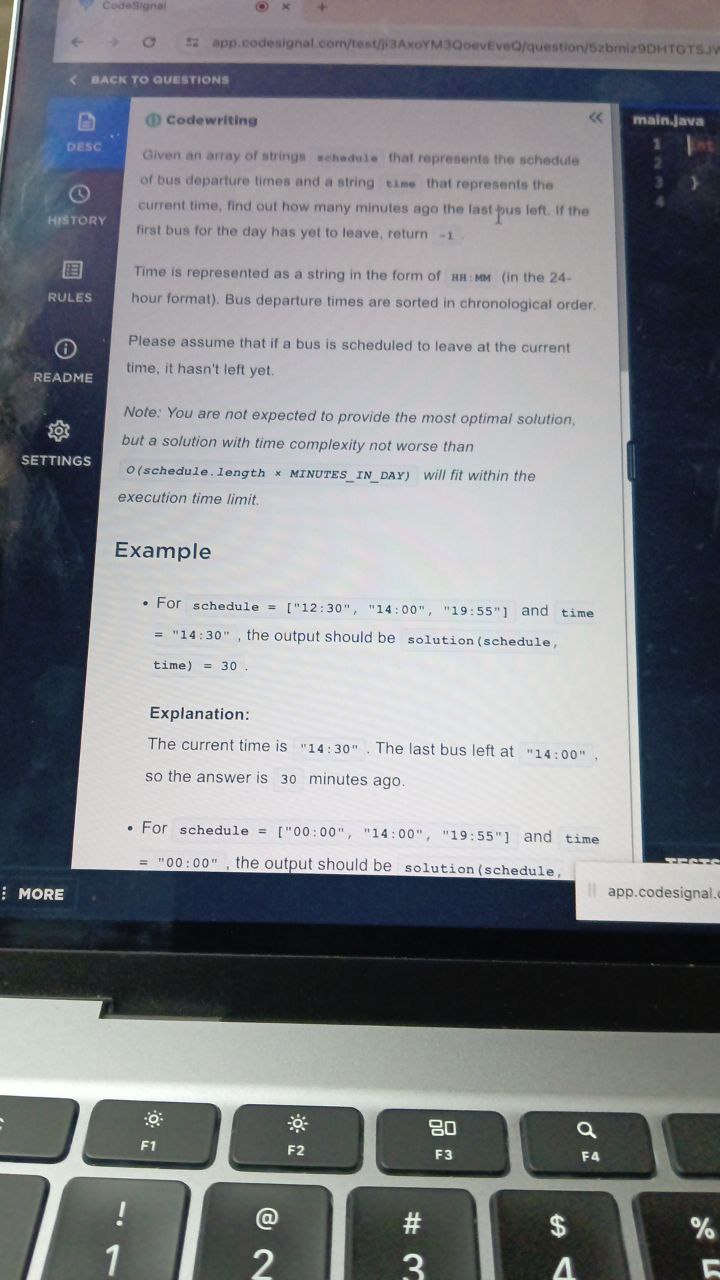 CodeSignal
app.codesignal.com/test/ji3AxoYM3QoevEveQ/question/5zbmiz9DHTGTSJV
BACK TO QUESTIONS
DESC
HISTORY
RULES
README
SETTINGS
MORE
Codewriting
Given an array of strings schedule that represents the schedule
of bus departure times and a string time that represents the
current time, find out how many minutes ago the last bus left. If the
first bus for the day has yet to leave, return -1 .
Time is represented as a string in the form of HH:MM (in the 24-
hour format). Bus departure times are sorted in chronological order.
Please assume that if a bus is scheduled to leave at the current
time, it hasn't left yet.
Note: You are not expected to provide the most optimal solution,
but a solution with time complexity not worse than
O(schedule.length × MINUTES_IN_DAY) will fit within the
execution time limit.
Example
• For schedule = ["12:30", "14:00", "19:55"] and time
= "14:30" , the output should be solution(schedule,
time) = 30 .
Explanation:
The current time is "14:30" . The last bus left at "14:00" ,
so the answer is 30 minutes ago.
• For schedule = ["00:00", "14:00", "19:55"] and time
= "00:00" , the output should be solution(schedule,
main.java
1 int
2
3 }
4
TESTS
app.codesignal.c
F1
F2
F3
F4
! @ # $ %
1 2 3 4 5